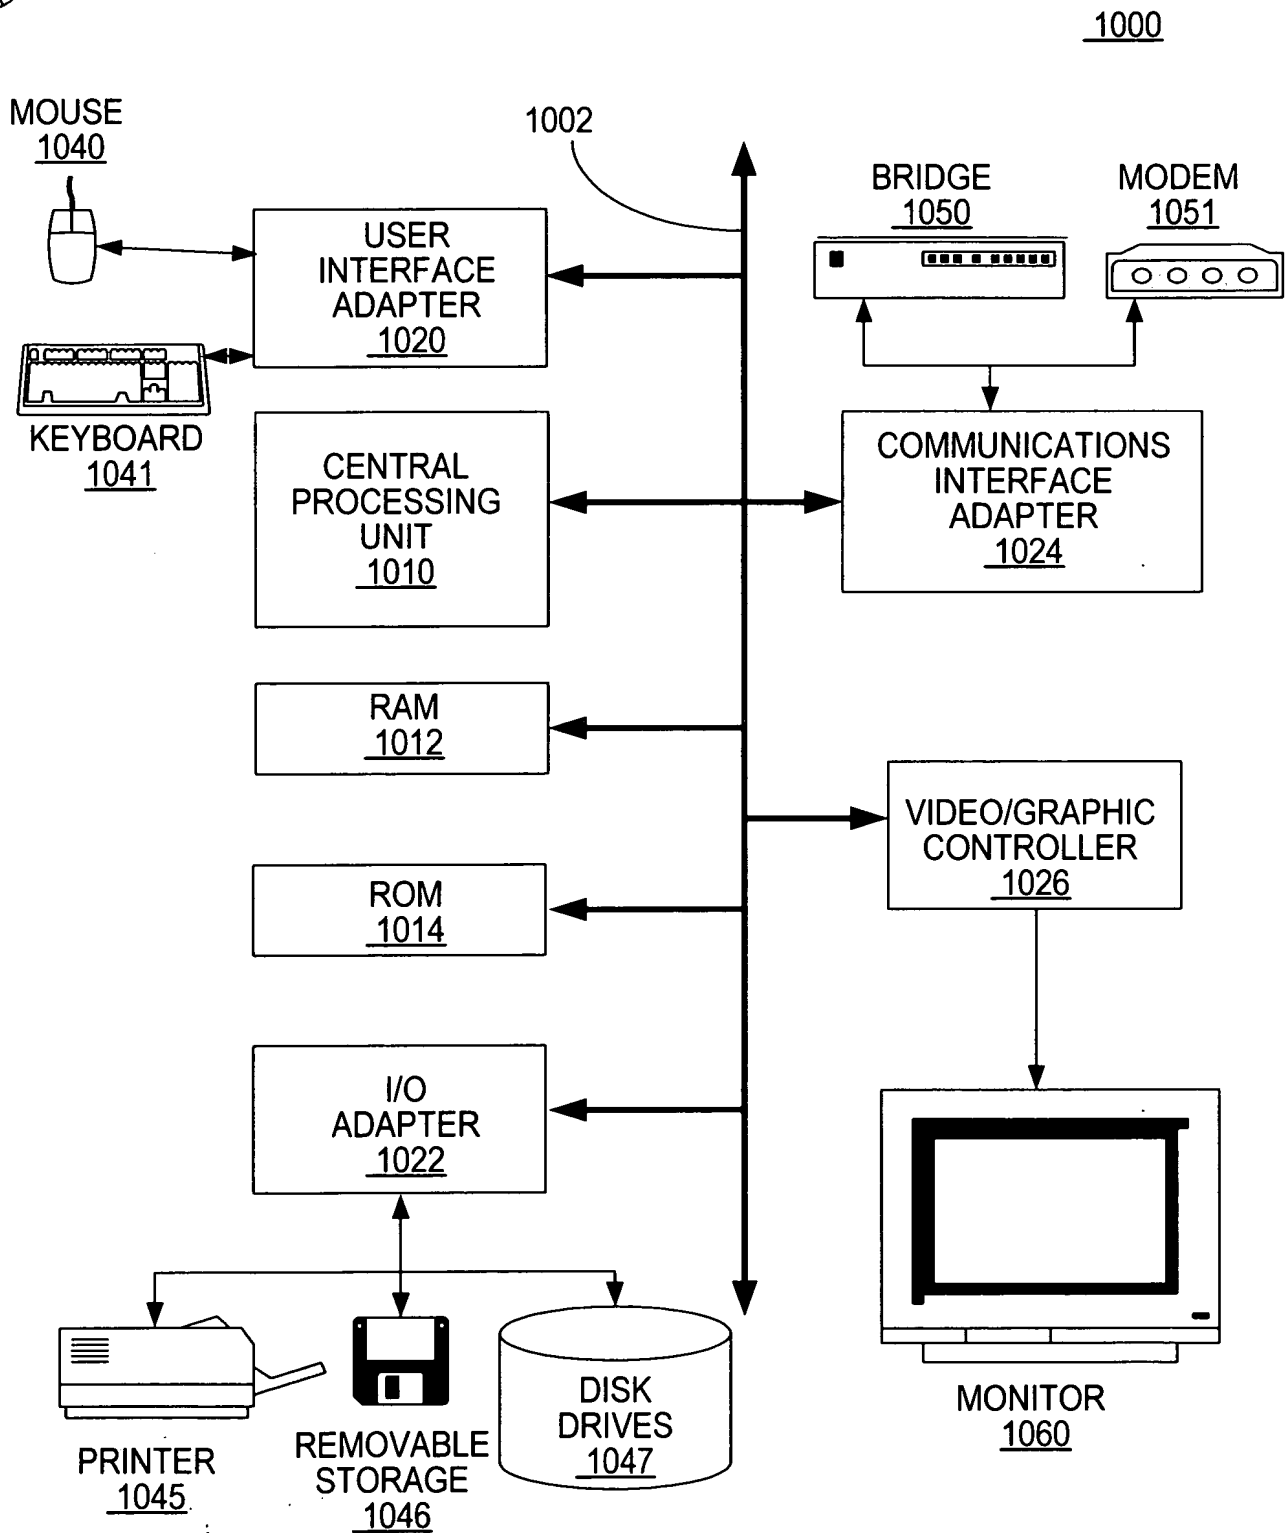 1000
MOUSE
1040
1002
BRIDGE
1050
MODEM
1051
USER
INTERFACE
ADAPTER
1020
KEYBOARD
1041
CENTRAL
PROCESSING
UNIT
1010
COMMUNICATIONS
INTERFACE
ADAPTER
1024
RAM
1012
VIDEO/GRAPHIC
CONTROLLER
1026
ROM
1014
I/O
ADAPTER
1022
PRINTER
1045
REMOVABLE
STORAGE
1046
DISK
DRIVES
1047
MONITOR
1060